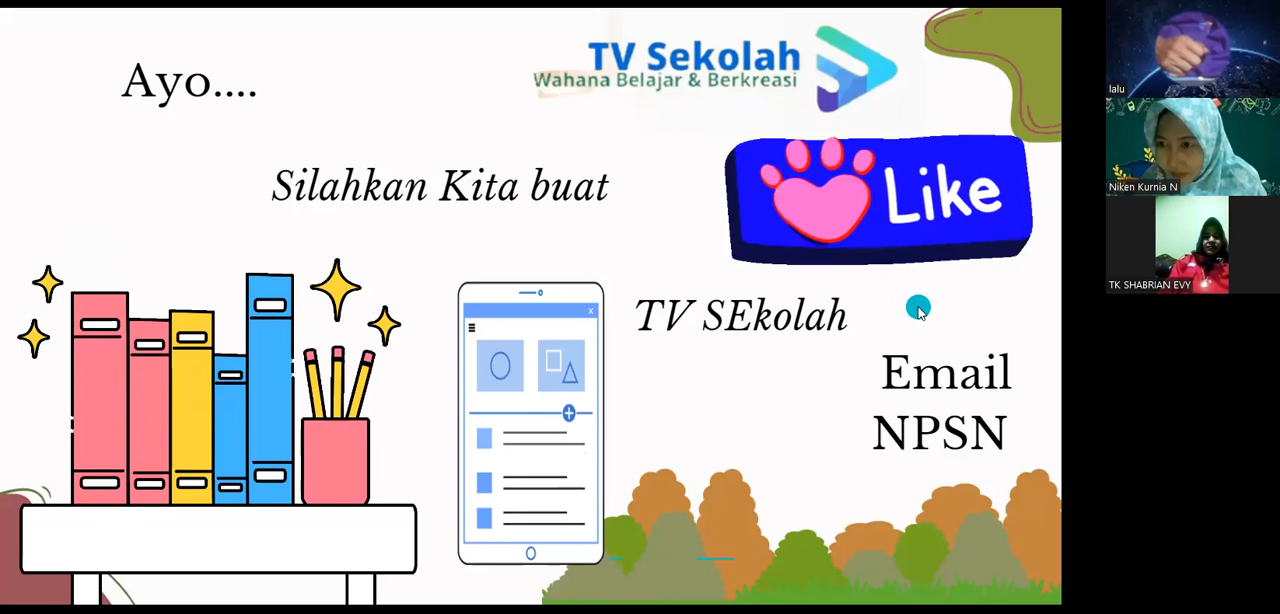 Ayo....
TV Sekolah
Wahana Belajar & Berkreasi
Silahkan Kita buat
Like
TV SEkolah
Email
NPSN
x
lalu
Niken Kurnia N
TK SHABRIAN EVY